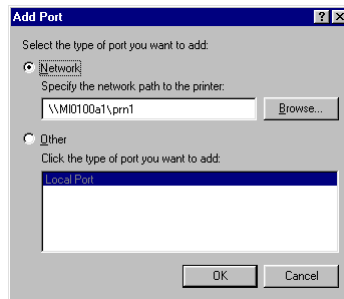 Add Port
Select the type of port you want to add:
Network
Specify the network path to the printer:
\\MI0100a1\prn1
Browse...
Other
Click the type of port you want to add:
Local Port
OK Cancel